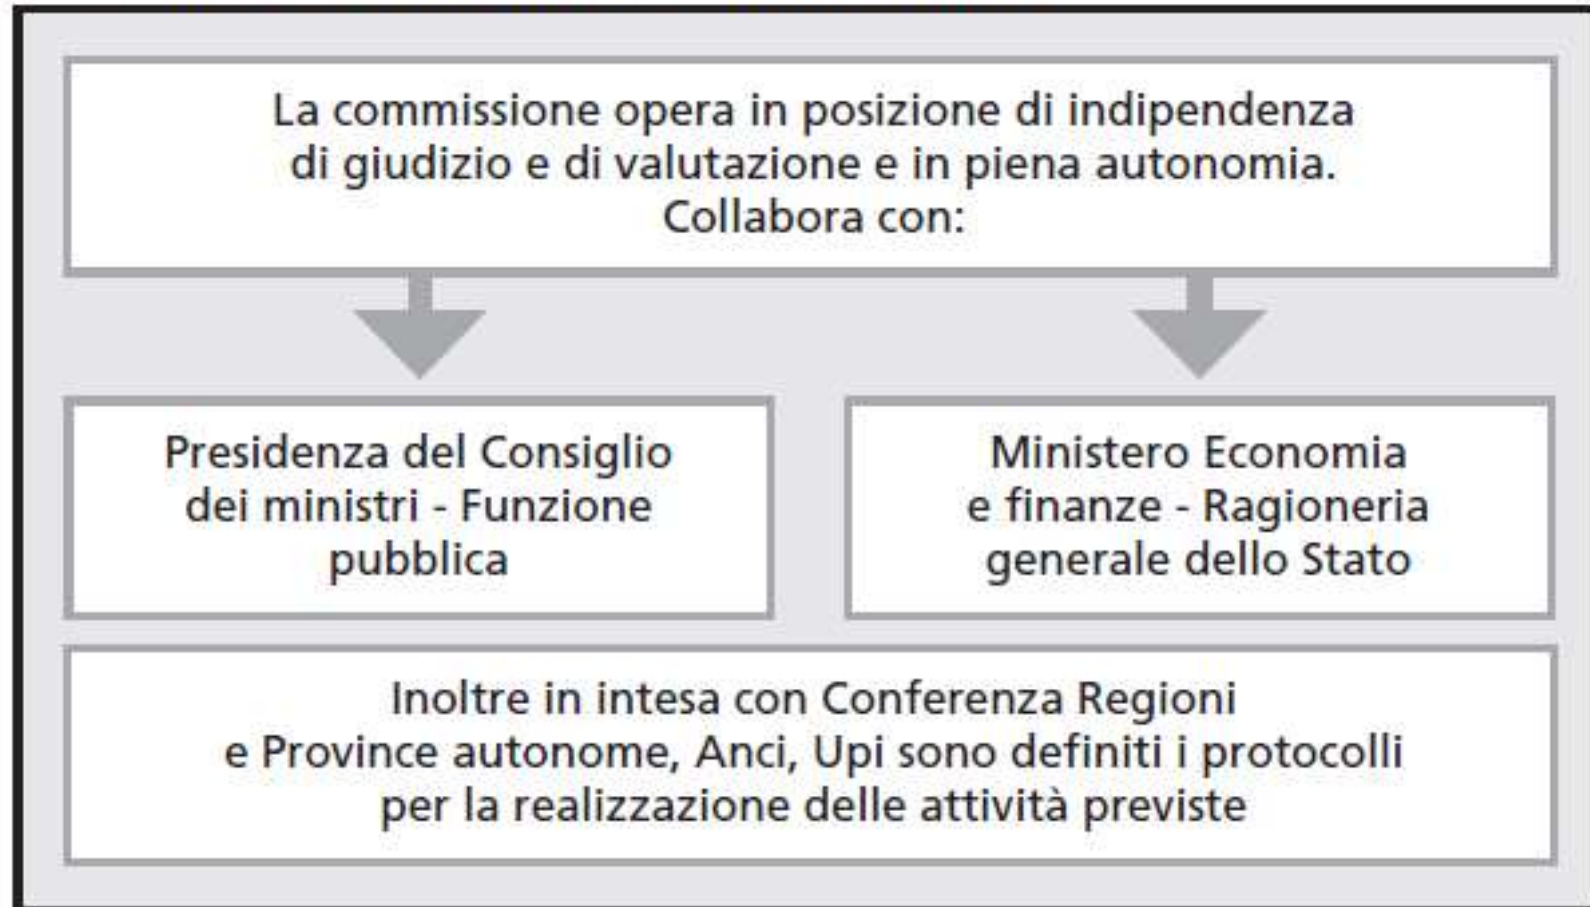 La commissione opera in posizione di indipendenza
di giudizio e di valutazione e in piena autonomia.
Collabora con:
Presidenza del Consiglio
dei ministri - Funzione
pubblica
Ministero Economia
e finanze - Ragioneria
generale dello Stato
Inoltre in intesa con Conferenza Regioni
e Province autonome, Anci, Upi sono definiti i protocolli
per la realizzazione delle attività previste